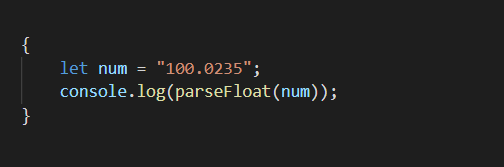 {
    let num = "100.0235";
    console.log(parseFloat(num));
}